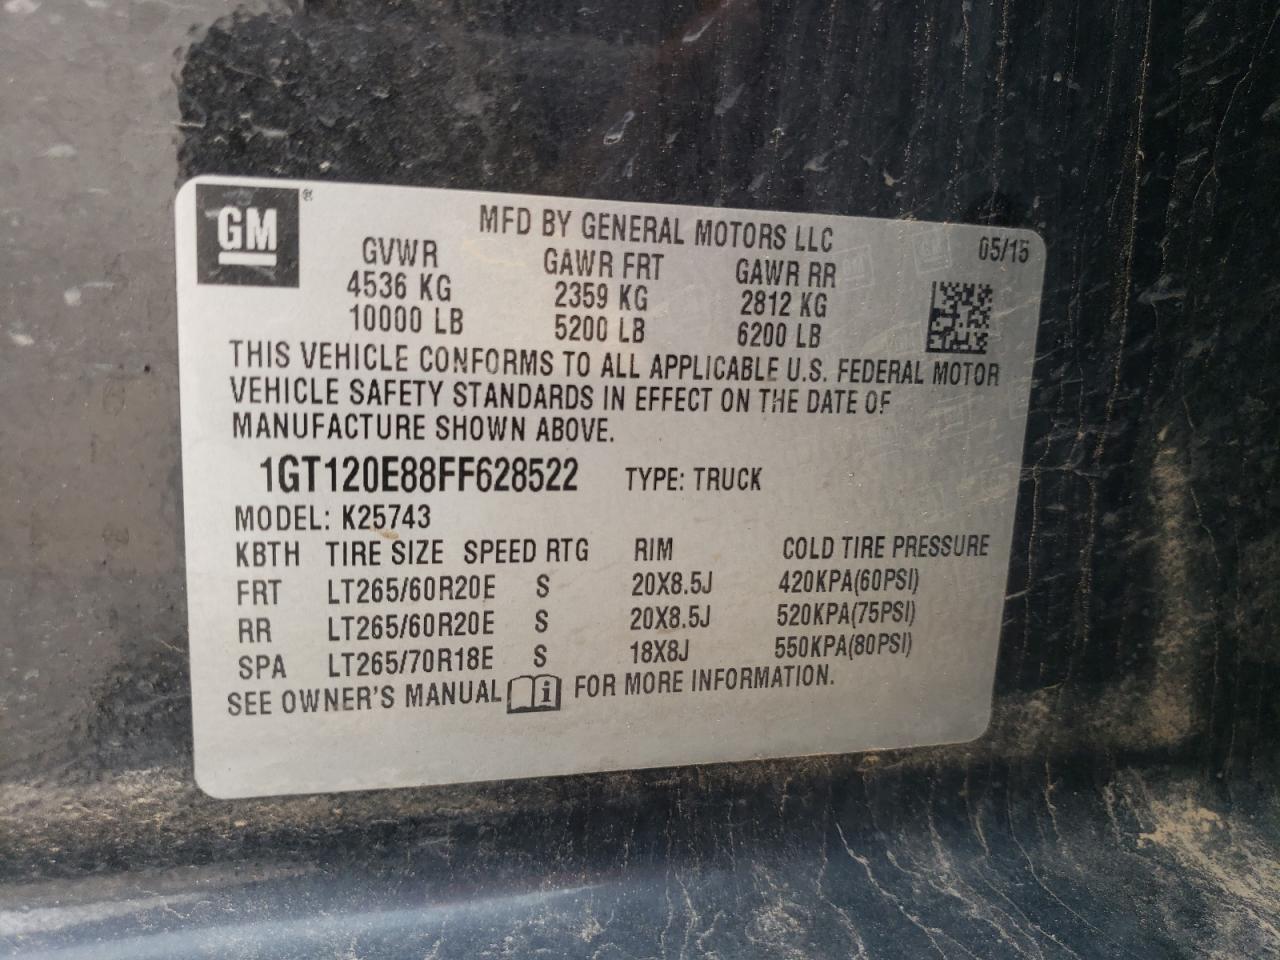 GM ®
MFD BY GENERAL MOTORS LLC 05/15
GVWR GAWR FRT GAWR RR
4536 KG 2359 KG 2812 KG
10000 LB 5200 LB 6200 LB
THIS VEHICLE CONFORMS TO ALL APPLICABLE U.S. FEDERAL MOTOR
VEHICLE SAFETY STANDARDS IN EFFECT ON THE DATE OF
MANUFACTURE SHOWN ABOVE.
1GT120E88FF628522 TYPE: TRUCK
MODEL: K25743
KBTH TIRE SIZE SPEED RTG RIM COLD TIRE PRESSURE
FRT LT265/60R20E S 20X8.5J 420KPA(60PSI)
RR LT265/60R20E S 20X8.5J 520KPA(75PSI)
SPA LT265/70R18E S 18X8J 550KPA(80PSI)
SEE OWNER'S MANUAL i FOR MORE INFORMATION.